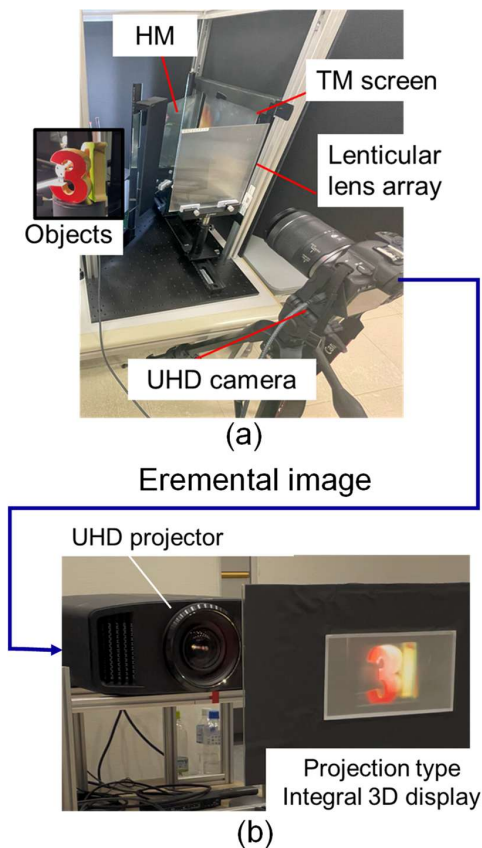 HM
TM screen
Lenticular
lens array
Objects
UHD camera
(a)
Eremental image
UHD projector
Projection type
Integral 3D display
(b)